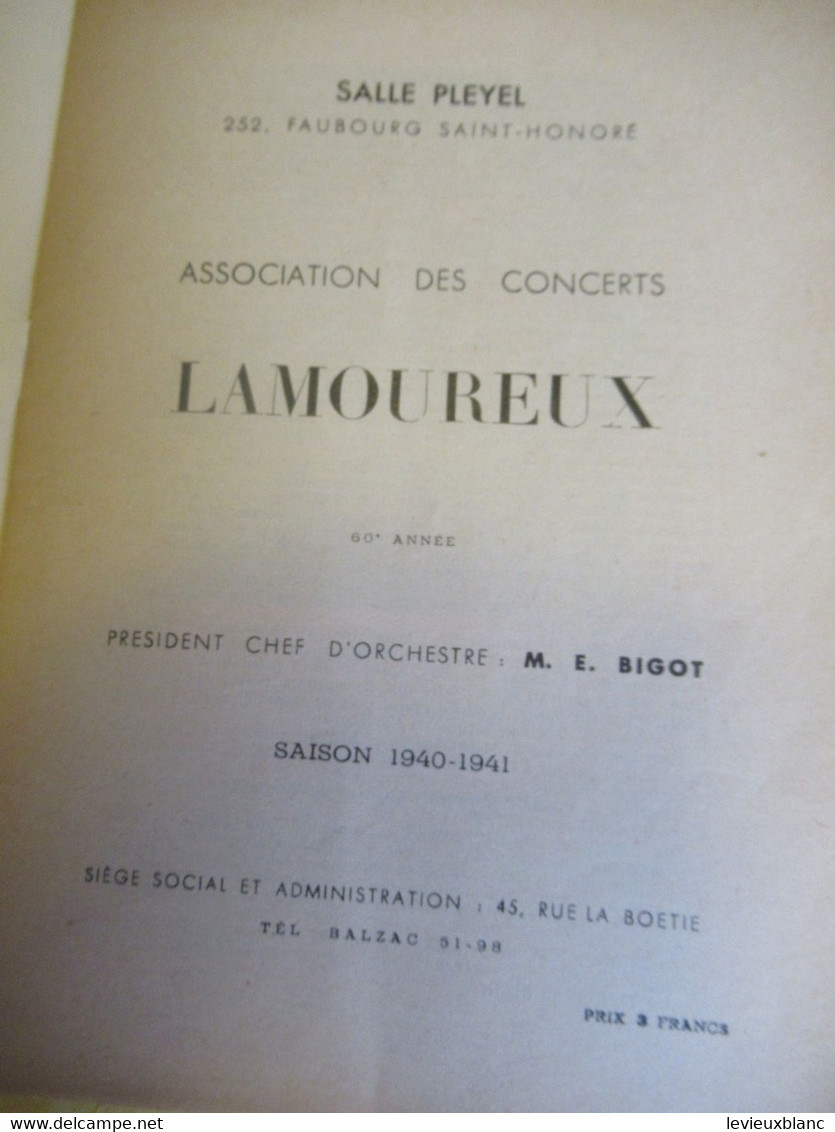 SALLE PLEYEL
252, FAUBOURG SAINT-HONORÉ
ASSOCIATION DES CONCERTS
LAMOUREUX
60e ANNÉE
PRESIDENT CHEF D'ORCHESTRE : M. E. BIGOT
SAISON 1940-1941
SIÈGE SOCIAL ET ADMINISTRATION : 45, RUE LA BOETIE
TÉL BALZAC 51-98
PRIX 3 FRANCS
delcampe.net
levieuxblanc